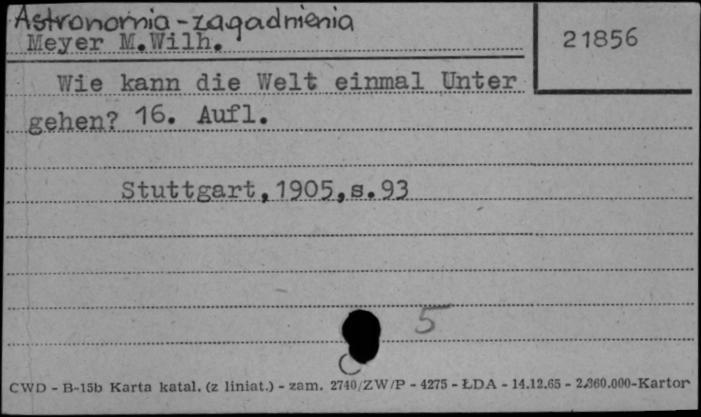 Astronomia - zagadnienia
Meyer M.Wilh.
21856
Wie kann die Welt einmal Unter
gehen? 16. Aufl.
Stuttgart,1905,s.93
5
CWD - B-15b Karta katal. (z liniat.) - zam. 2740/ZW/P - 4275 - ŁDA - 14.12.65 - 2.360.000-Karton